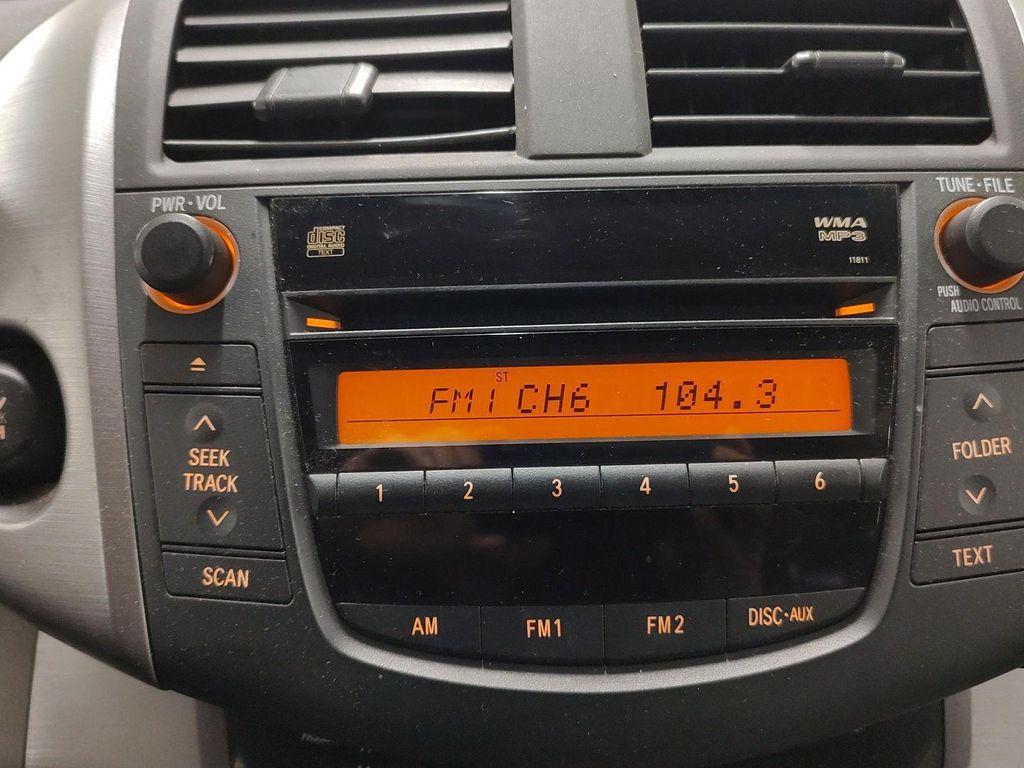 PWR·VOL
TUNE·FILE
COMPACT
disc
DIGITAL AUDIO
TEXT
WMA
MP3
11811
PUSH
AUDIO CONTROL
ST
FM1 CH6 104.3
SEEK
TRACK
FOLDER
1 2 3 4 5 6
SCAN
TEXT
AM FM1 FM2 DISC·AUX